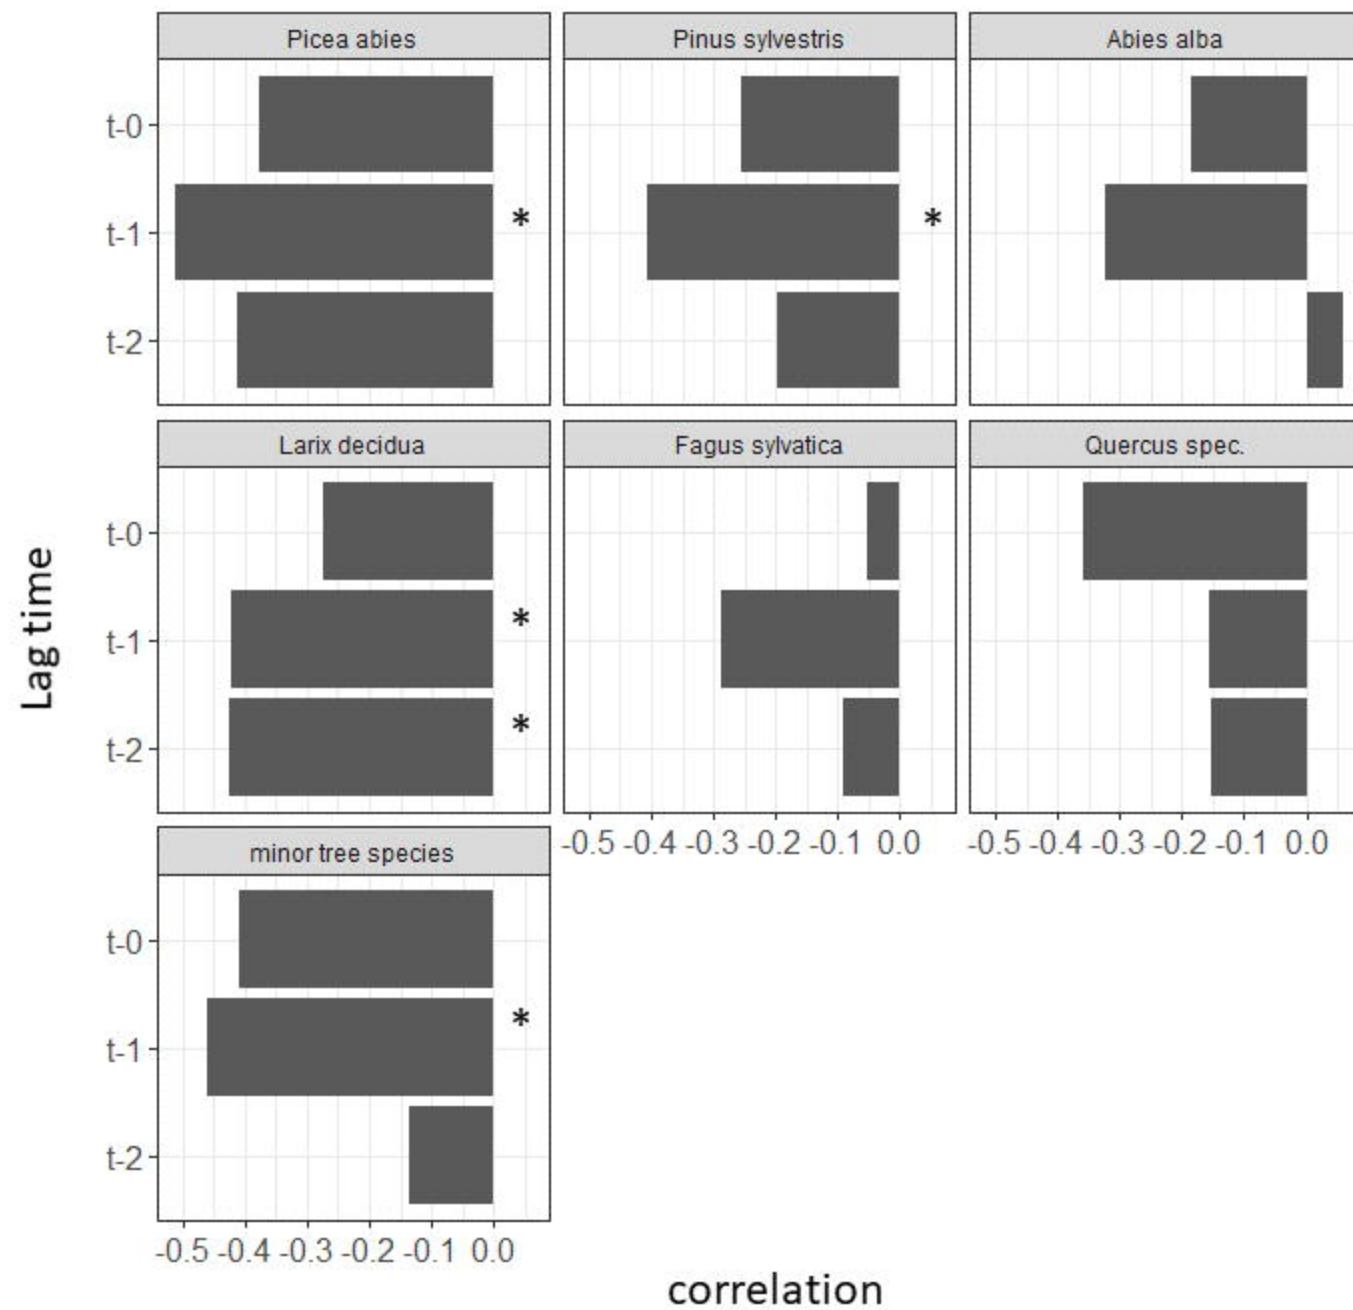 Picea abies
Pinus sylvestris
Abies alba
t-0
t-1 * *
t-2
Larix decidua
Fagus sylvatica
Quercus spec.
t-0
t-1 *
t-2 *
-0.5 -0.4 -0.3 -0.2 -0.1 0.0
-0.5 -0.4 -0.3 -0.2 -0.1 0.0
minor tree species
t-0
t-1 *
t-2
-0.5 -0.4 -0.3 -0.2 -0.1 0.0
Lag time
correlation